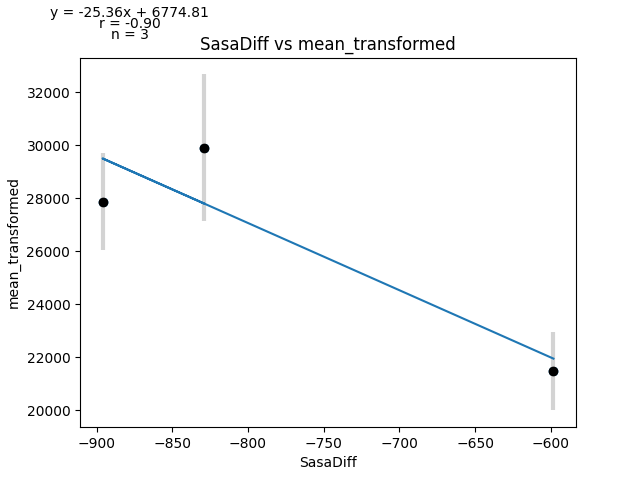 y = -25.36x + 6774.81
r = -0.90
n = 3
SasaDiff vs mean_transformed
32000
30000
28000
26000
24000
22000
20000
mean_transformed
−900
−850
−800
−750
−700
−650
−600
SasaDiff